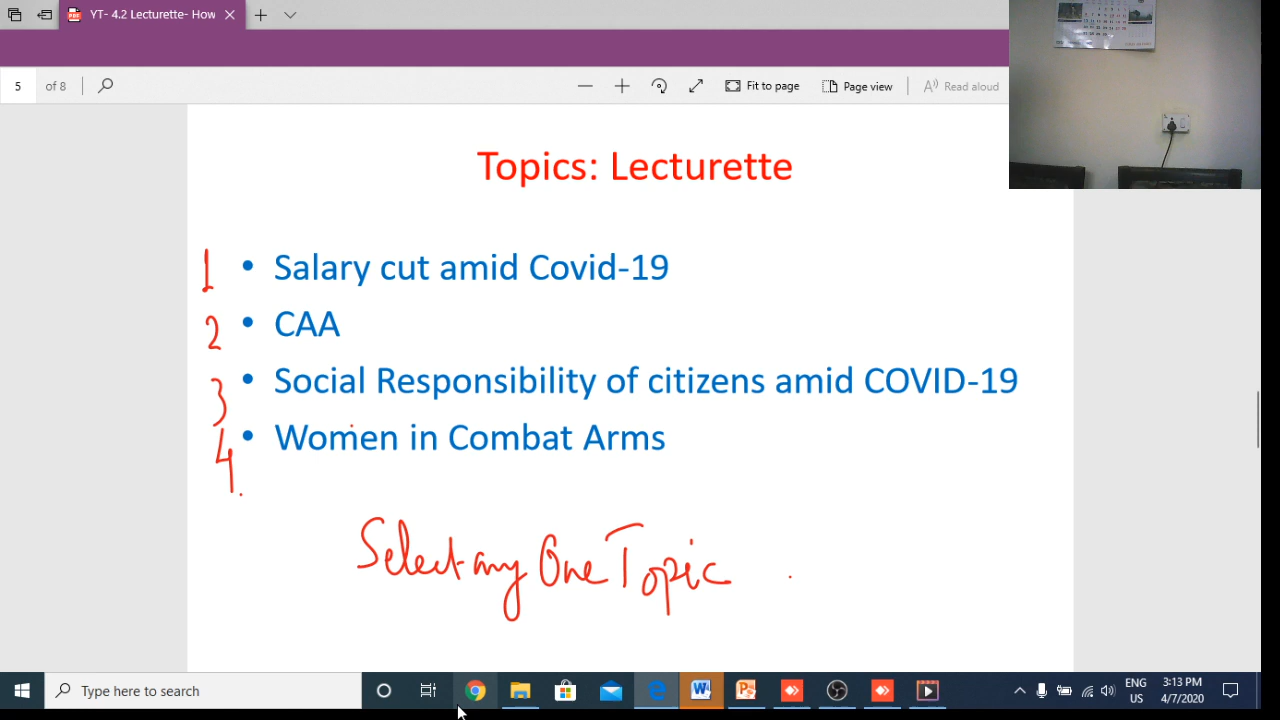 YT- 4.2 Lecturette- How
5 of 8 Fit to page Page view Read aloud
Topics: Lecturette
1 • Salary cut amid Covid-19
2 • CAA
3 • Social Responsibility of citizens amid COVID-19
4. • Women in Combat Arms
Select any One Topic
Type here to search
ENG
US
3:13 PM
4/7/2020